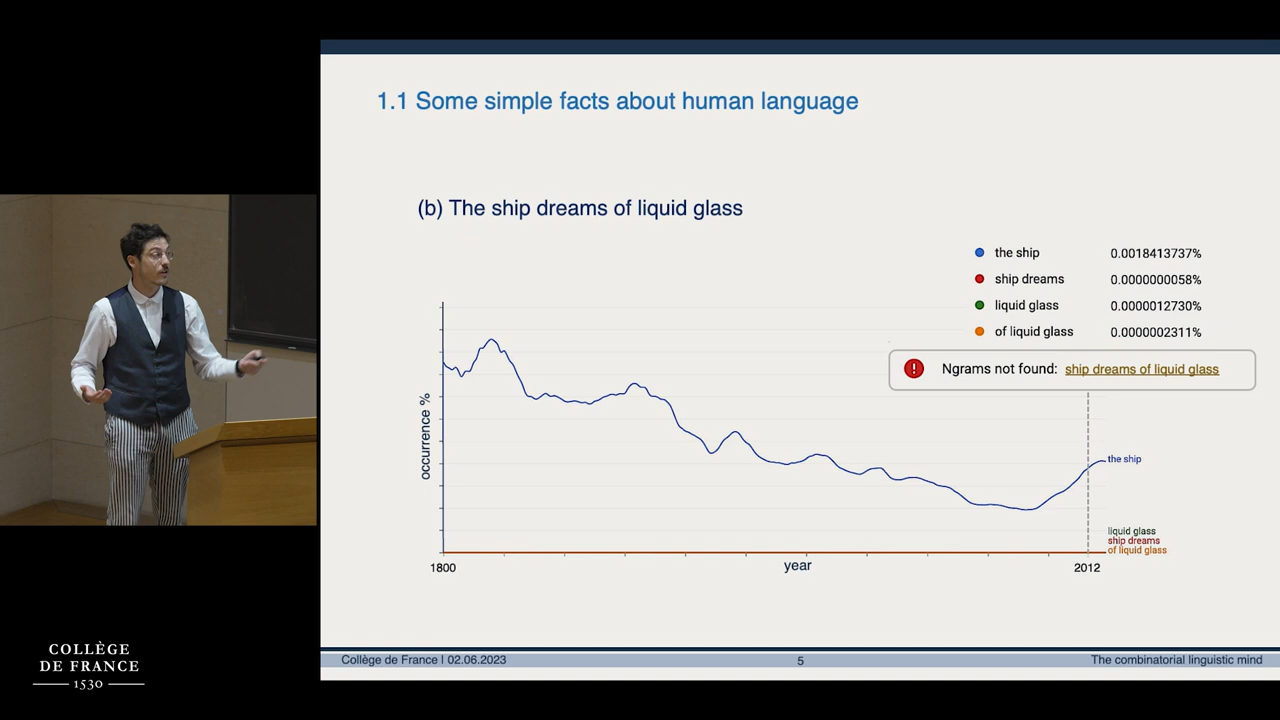 1.1 Some simple facts about human language
(b) The ship dreams of liquid glass
the ship 0.0018413737%
ship dreams 0.0000000058%
liquid glass 0.0000012730%
of liquid glass 0.0000002311%
Ngrams not found: ship dreams of liquid glass
occurrence %
the ship
liquid glass
ship dreams
of liquid glass
1800 year 2012
Collège de France | 02.06.2023 5 The combinatorial linguistic mind
COLLÈGE
DE FRANCE
1530